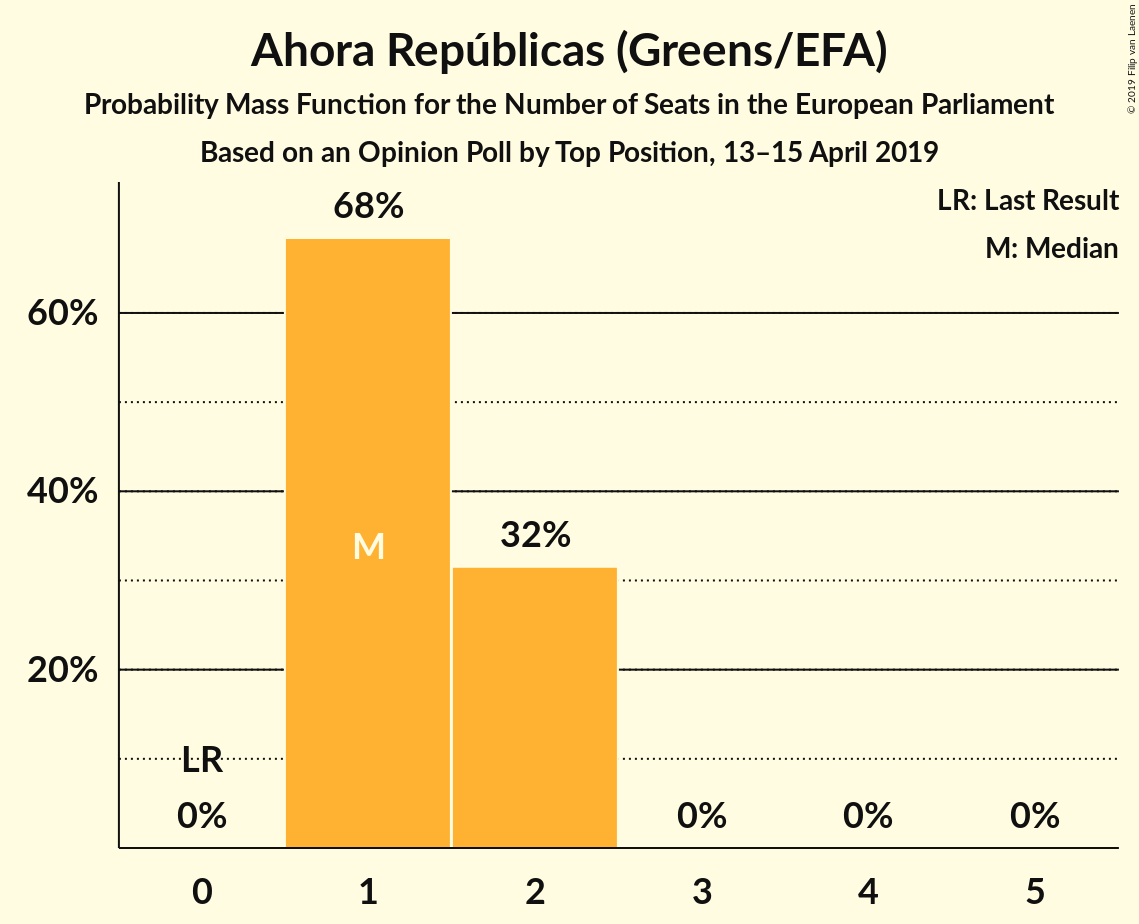 Ahora Repúblicas (Greens/EFA)
Probability Mass Function for the Number of Seats in the European Parliament
Based on an Opinion Poll by Top Position, 13–15 April 2019
© 2019 Filip van Laenen
LR: Last Result
M: Median
68%
60%
40%
M
32%
20%
LR
0%
0%
0%
0%
0 1 2 3 4 5